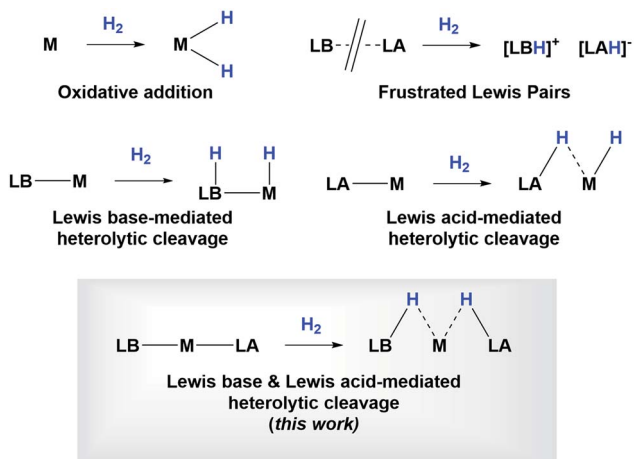 M H₂ M H H
Oxidative addition
LB LA H₂ [LBH]⁺ [LAH]⁻
Frustrated Lewis Pairs
LB M H₂ H H LB M
Lewis base-mediated
heterolytic cleavage
LA M H₂ H H LA M
Lewis acid-mediated
heterolytic cleavage
LB M LA H₂ H H LB M LA
Lewis base & Lewis acid-mediated
heterolytic cleavage
(this work)